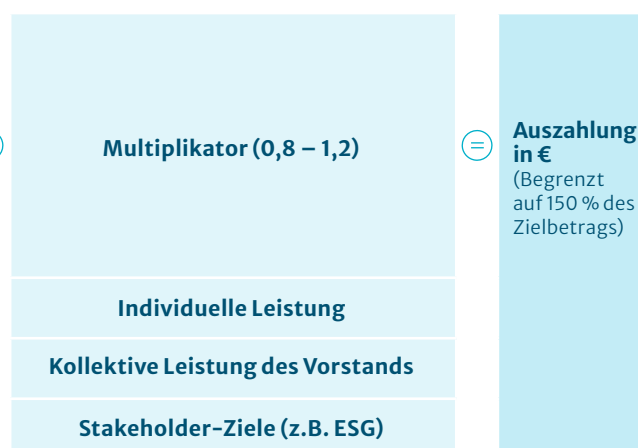 Multiplikator (0,8 – 1,2)
=
Auszahlung
in €
(Begrenzt
auf 150 % des
Zielbetrags)
Individuelle Leistung
Kollektive Leistung des Vorstands
Stakeholder-Ziele (z.B. ESG)